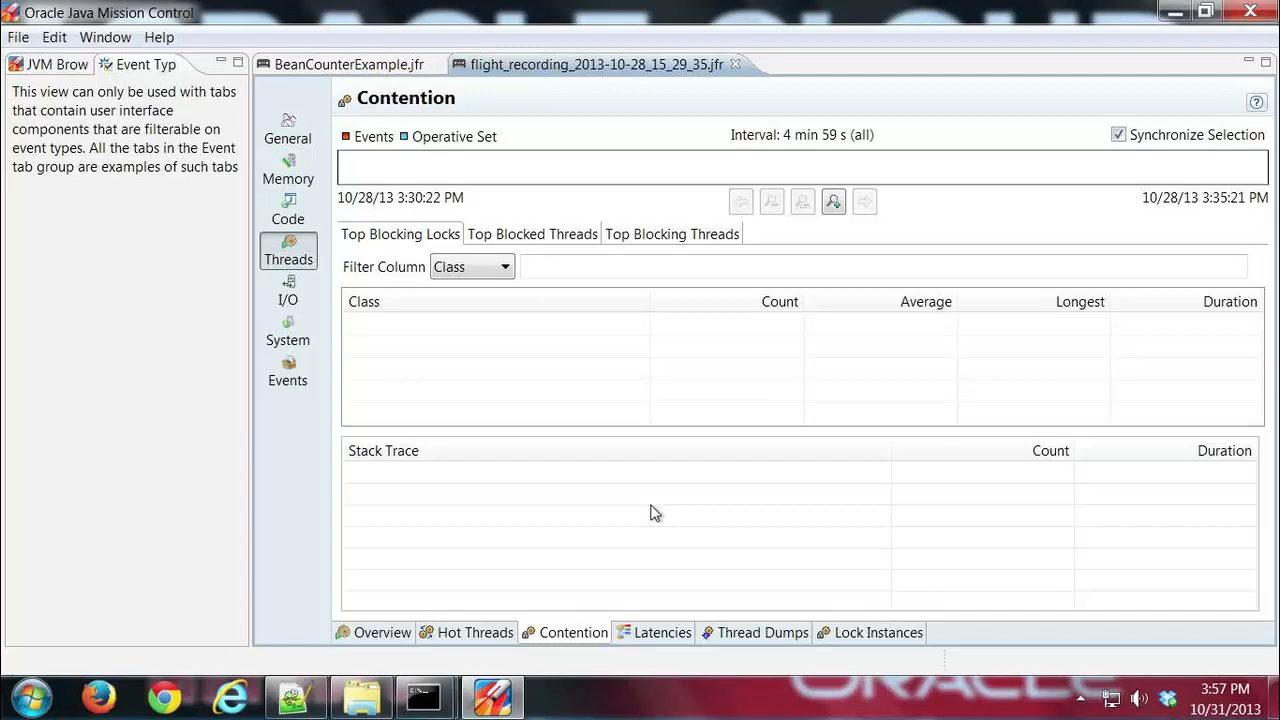 Oracle Java Mission Control
File Edit Window Help
JVM Brow Event Typ
BeanCounterExample.jfr flight_recording_2013-10-28_15_29_35.jfr
This view can only be used with tabs
that contain user interface
components that are filterable on
event types. All the tabs in the Event
tab group are examples of such tabs
General
Memory
Code
Threads
I/O
System
Events
Contention
Events Operative Set Interval: 4 min 59 s (all) Synchronize Selection
10/28/13 3:30:22 PM 10/28/13 3:35:21 PM
Top Blocking Locks Top Blocked Threads Top Blocking Threads
Filter Column Class
Class Count Average Longest Duration
Stack Trace Count Duration
Overview Hot Threads Contention Latencies Thread Dumps Lock Instances
ORACLE
3:57 PM
10/31/2013